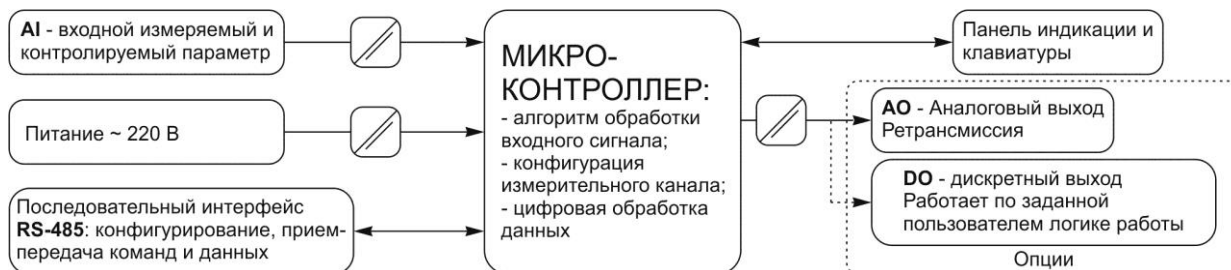 AI - входной измеряемый и
контролируемый параметр
Питание ~ 220 В
Последовательный интерфейс
RS-485: конфигурирование, прием-
передача команд и данных
МИКРО-
КОНТРОЛЛЕР:
- алгоритм обработки
входного сигнала;
- конфигурация
измерительного канала;
- цифровая обработка
данных
Панель индикации и
клавиатуры
AO - Аналоговый выход
Ретрансмиссия
DO - дискретный выход
Работает по заданной
пользователем логике работы
Опции